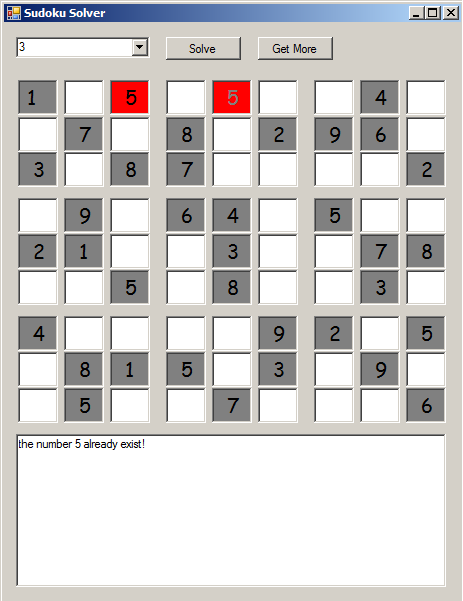 Sudoku Solver
3 Solve Get More
1 5 5 4
7 8 2 9 6
3 8 7 2
9 6 4 5
2 1 3 7 8
5 8 3
4 9 2 5
8 1 5 3 9
5 7 6
the number 5 already exist!